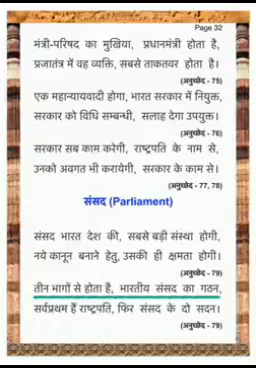 Page 32
मंत्री-परिषद का मुखिया, प्रधानमंत्री होता है,
प्रजातंत्र में वह व्यक्ति, सबसे ताकतवर होता है।
(अनुच्छेद - 75)
एक महान्यायवादी होगा, भारत सरकार में नियुक्त,
सरकार को विधि सम्बन्धी, सलाह देगा उपयुक्त।
(अनुच्छेद - 76)
सरकार सब काम करेगी, राष्ट्रपति के नाम से,
उनको अवगत भी करायेगी, सरकार के काम से।
(अनुच्छेद - 77, 78)
संसद (Parliament)
संसद भारत देश की, सबसे बड़ी संस्था होगी,
नये कानून बनाने हेतु, उसकी ही क्षमता होगी।
(अनुच्छेद - 79)
तीन भागों से होता है, भारतीय संसद का गठन,
सर्वप्रथम हैं राष्ट्रपति, फिर संसद के दो सदन।
(अनुच्छेद - 79)